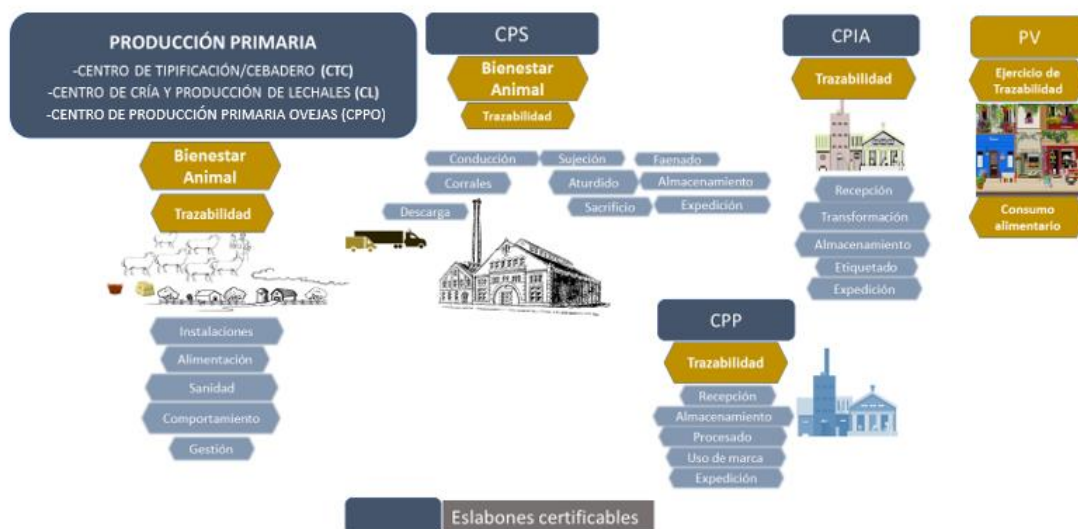 PRODUCCIÓN PRIMARIA
-CENTRO DE TIPIFICACIÓN/CEBADERO (CTC)
-CENTRO DE CRÍA Y PRODUCCIÓN DE LECHALES (CL)
-CENTRO DE PRODUCCIÓN PRIMARIA OVEJAS (CPPO)
Bienestar
Animal
Trazabilidad
Instalaciones
Alimentación
Sanidad
Comportamiento
Gestión
CPS
Bienestar
Animal
Trazabilidad
Conducción
Sujeción
Faenado
Corrales
Aturdido
Almacenamiento
Descarga
Sacrificio
Expedición
CPP
Trazabilidad
Recepción
Almacenamiento
Procesado
Uso de marca
Expedición
CPIA
Trazabilidad
Recepción
Transformación
Almacenamiento
Etiquetado
Expedición
PV
Ejercicio de
Trazabilidad
Consumo
alimentario
Eslabones certificables